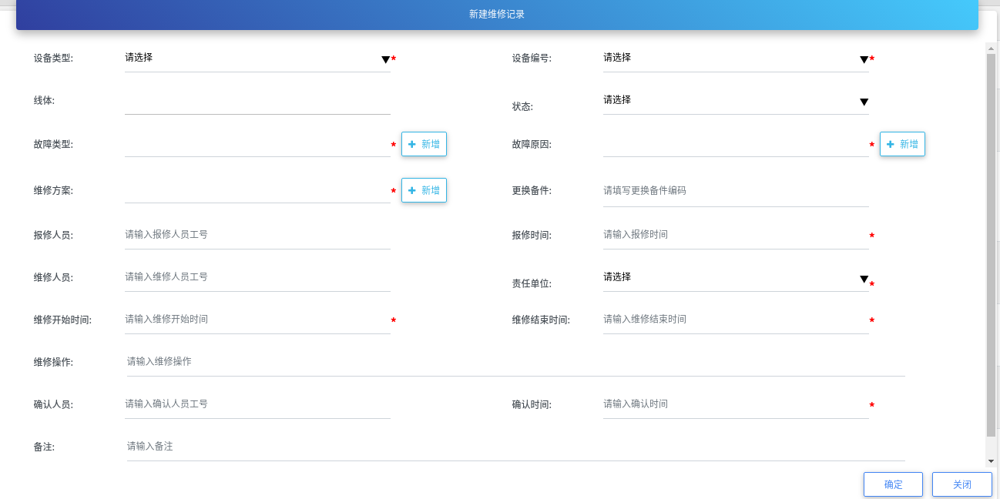 新建维修记录
设备类型: 请选择 * 设备编号: 请选择 *
线体: 状态: 请选择
故障类型: * + 新增 故障原因: * + 新增
维修方案: * + 新增 更换备件: 请填写更换备件编码
报修人员: 请输入报修人员工号 报修时间: 请输入报修时间 *
维修人员: 请输入维修人员工号 责任单位: 请选择 *
维修开始时间: 请输入维修开始时间 * 维修结束时间: 请输入维修结束时间 *
维修操作: 请输入维修操作
确认人员: 请输入确认人员工号 确认时间: 请输入确认时间 *
备注: 请输入备注
确定 关闭